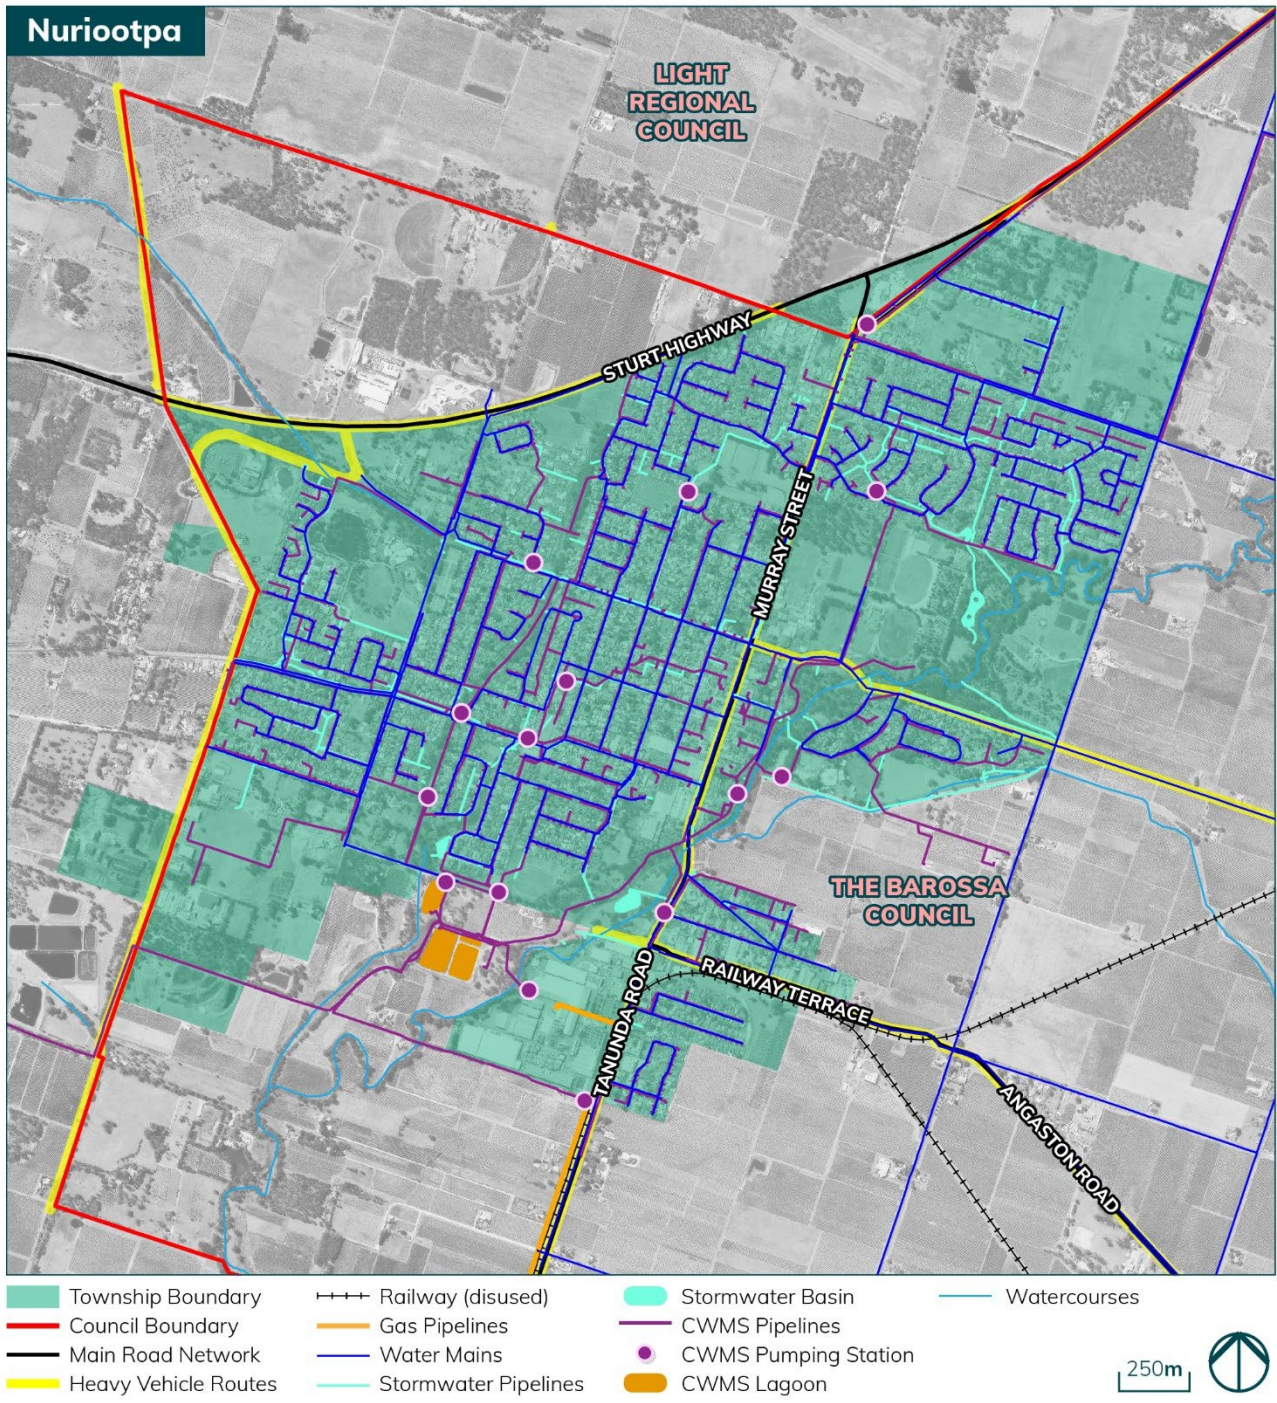 Nuriootpa
LIGHT
REGIONAL
COUNCIL
STURT HIGHWAY
MURRAY STREET
THE BAROSSA
COUNCIL
RAILWAY TERRACE
TANUNDA ROAD
ANGASTON ROAD
Township Boundary
Council Boundary
Main Road Network
Heavy Vehicle Routes
Railway (disused)
Gas Pipelines
Water Mains
Stormwater Pipelines
Stormwater Basin
CWMS Pipelines
CWMS Pumping Station
CWMS Lagoon
Watercourses
250m